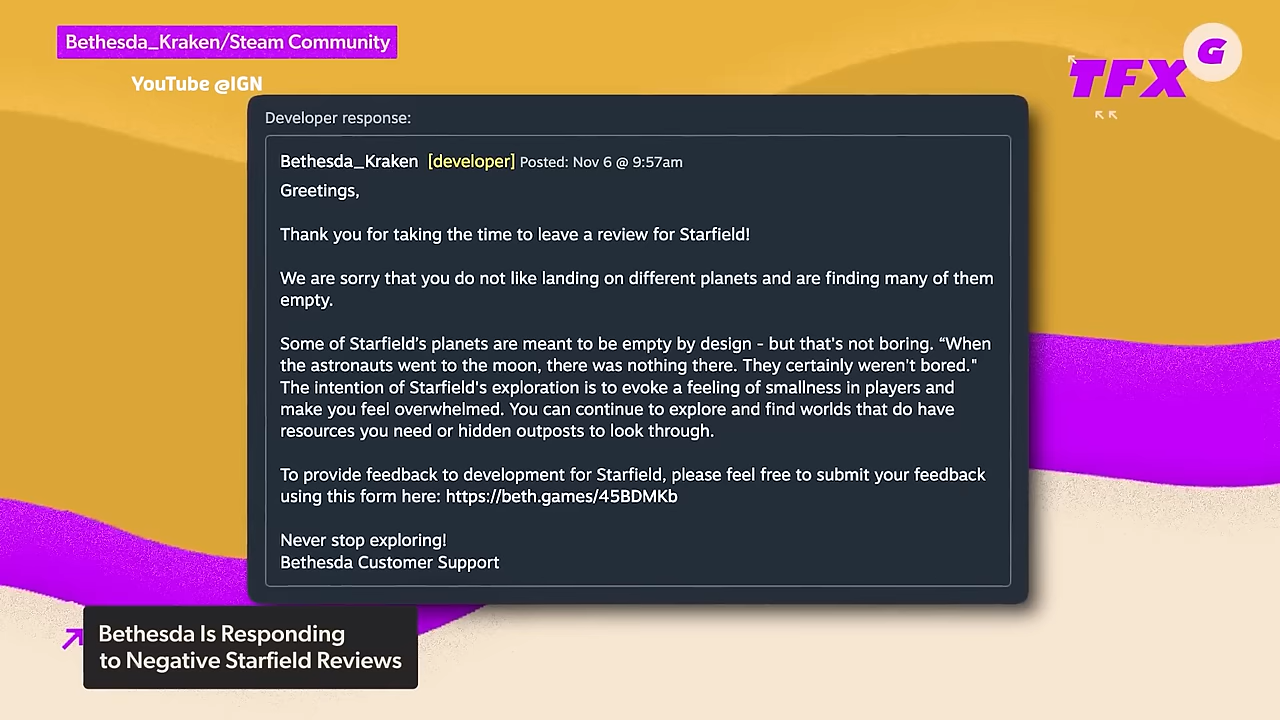 Bethesda_Kraken/Steam Community
YouTube @IGN
TFX
G
Developer response:
Bethesda_Kraken [developer] Posted: Nov 6 @ 9:57am
Greetings,
Thank you for taking the time to leave a review for Starfield!
We are sorry that you do not like landing on different planets and are finding many of them
empty.
Some of Starfield’s planets are meant to be empty by design - but that's not boring. “When
the astronauts went to the moon, there was nothing there. They certainly weren't bored."
The intention of Starfield's exploration is to evoke a feeling of smallness in players and
make you feel overwhelmed. You can continue to explore and find worlds that do have
resources you need or hidden outposts to look through.
To provide feedback to development for Starfield, please feel free to submit your feedback
using this form here: https://beth.games/45BDMKb
Never stop exploring!
Bethesda Customer Support
Bethesda Is Responding
to Negative Starfield Reviews